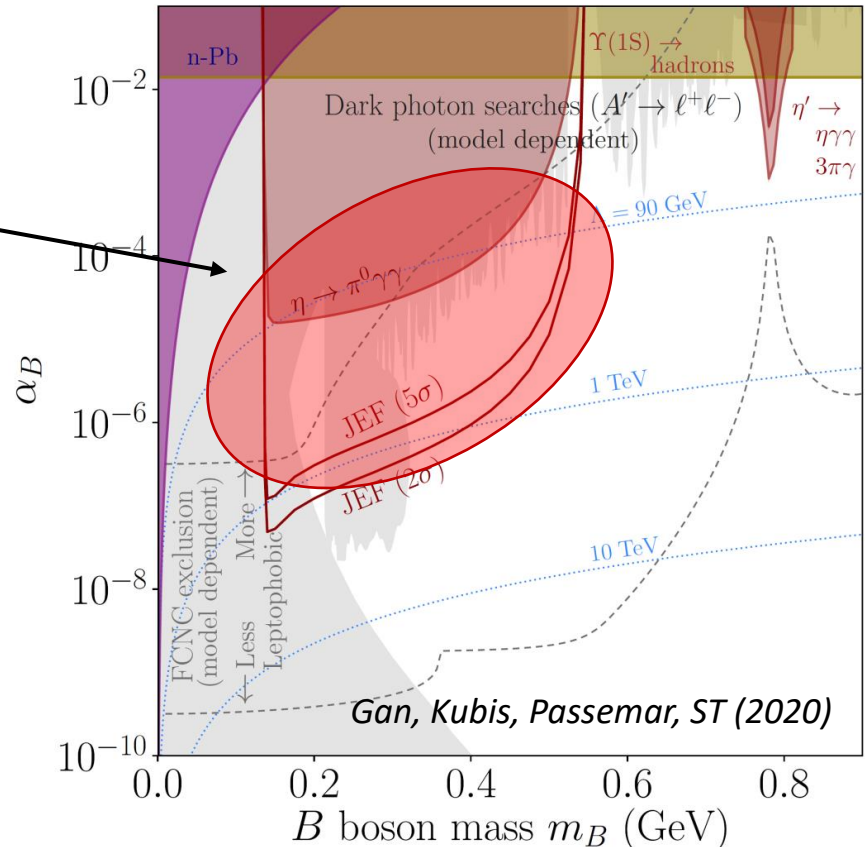 n-Pb
ϒ(1S) →
hadrons
Dark photon searches (A′ → ℓ⁺ℓ⁻)
(model dependent)
η′ →
ηγγ
3πγ
Λ = 90 GeV
η → π⁰γγ
1 TeV
JEF (5σ)
JEF (2σ)
10 TeV
FCNC exclusion
(model dependent)
←Less More→
Leptophobic
Gan, Kubis, Passemar, ST (2020)
α_B
10⁻²
10⁻⁴
10⁻⁶
10⁻⁸
10⁻¹⁰
0.0 0.2 0.4 0.6 0.8
B boson mass m_B (GeV)